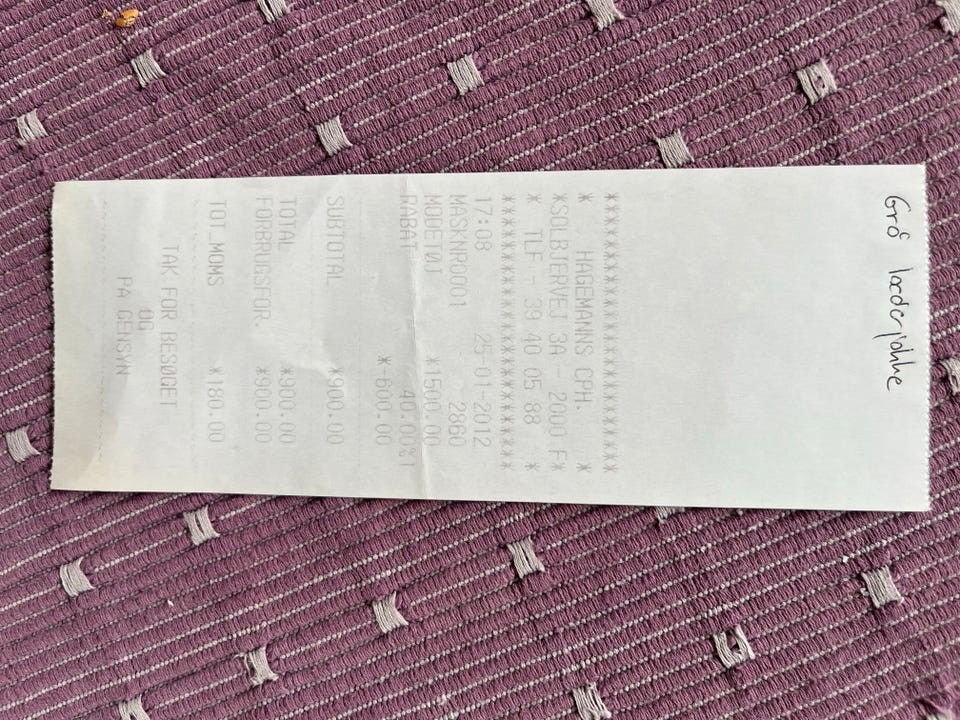 Grå læderjakke
**************************
* HAGEMANNS CPH. *
*SOLBJERVEJ 3A - 2000 F*
* TLF - 39 40 05 88 *
**************************
17:08 25-01-2012
MASKNR0001 2860
MODETØJ *1500.00
40.00%1
RABAT *-600.00
SUBTOTAL *900.00
TOTAL *900.00
FORBRUGSFOR. *900.00
TOT_MOMS *180.00
TAK FOR BESØGET
OG
PÅ GENSYN